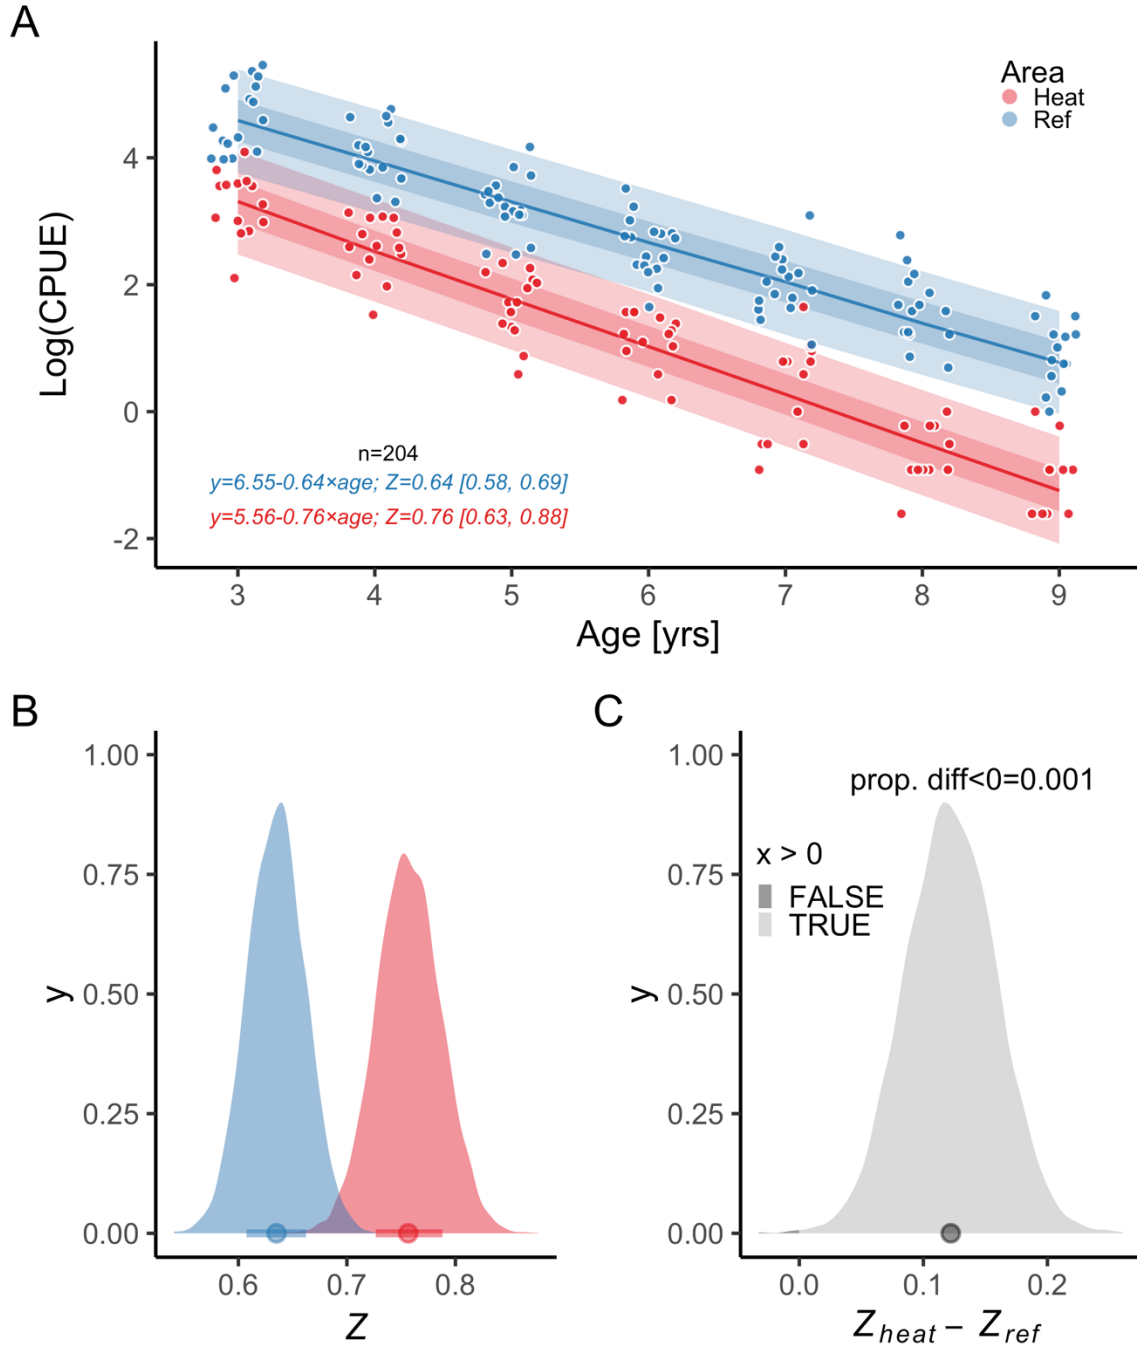 A
Log(CPUE)
4
2
0
-2
Area
Heat
Ref
n=204
y=6.55-0.64×age; Z=0.64 [0.58, 0.69]
y=5.56-0.76×age; Z=0.76 [0.63, 0.88]
3 4 5 6 7 8 9
Age [yrs]
B
y
1.00
0.75
0.50
0.25
0.00
0.6 0.7 0.8
Z
C
y
1.00
0.75
0.50
0.25
0.00
prop. diff<0=0.001
x > 0
FALSE
TRUE
0.0 0.1 0.2
Zheat − Zref